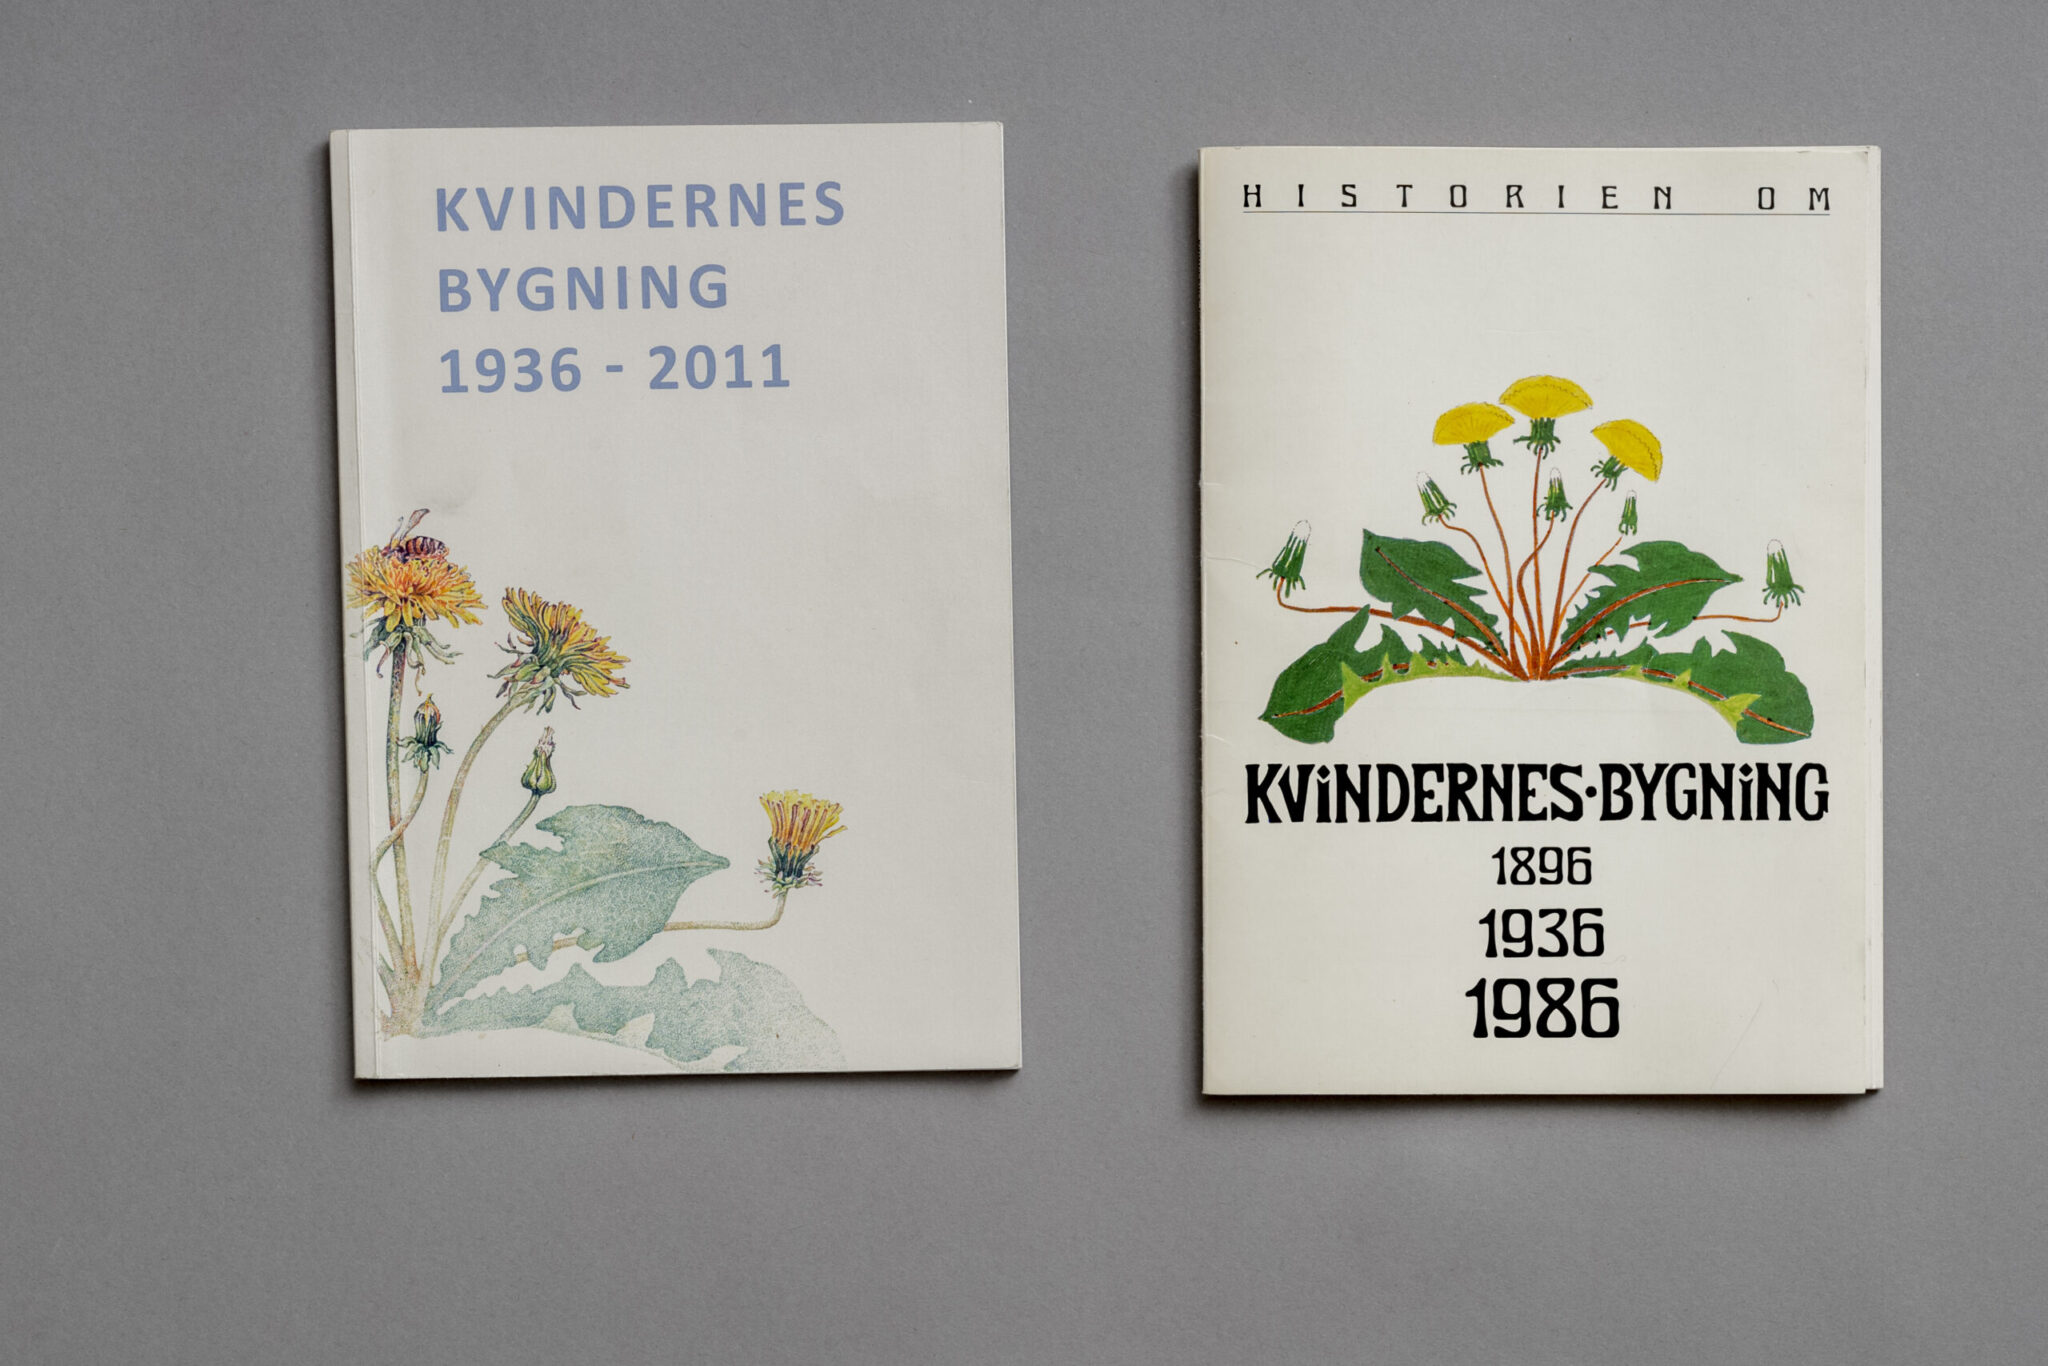 KVINDERNES
BYGNING
1936 - 2011
HISTORIEN OM
KViNDERNES·BYGNiNG
1896
1936
1986